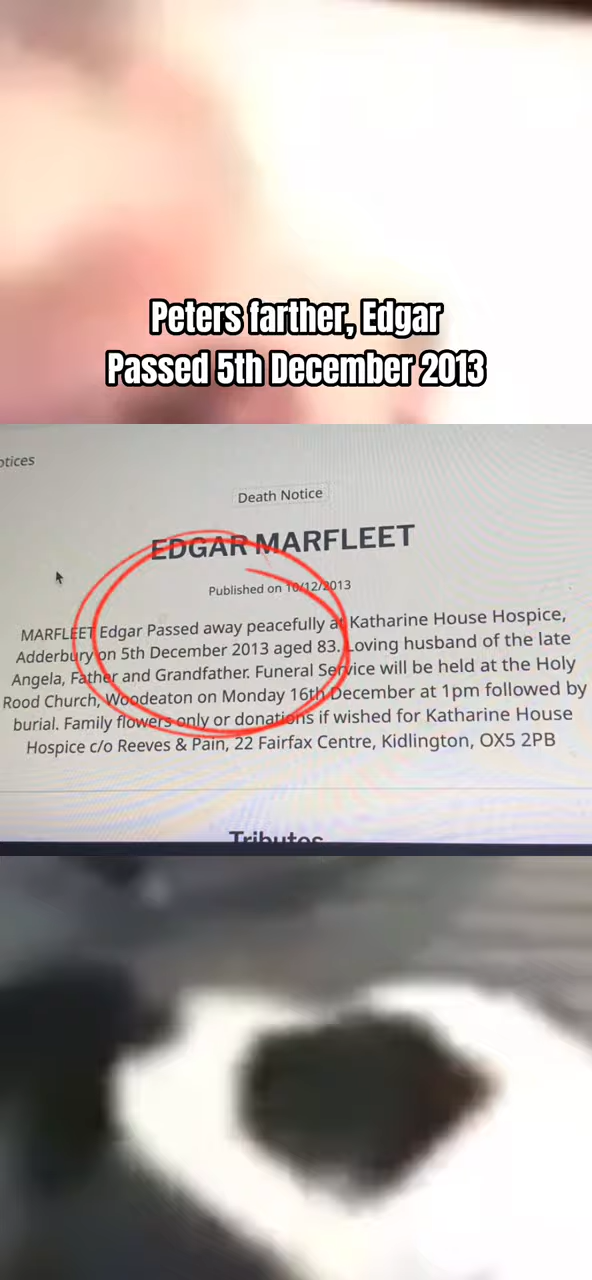 Peters farther, Edgar
Passed 5th December 2013
otices
Death Notice
EDGAR MARFLEET
Published on 10/12/2013
MARFLEET Edgar Passed away peacefully at Katharine House Hospice,
Adderbury on 5th December 2013 aged 83. Loving husband of the late
Angela, Father and Grandfather. Funeral Service will be held at the Holy
Rood Church, Woodeaton on Monday 16th December at 1pm followed by
burial. Family flowers only or donations if wished for Katharine House
Hospice c/o Reeves & Pain, 22 Fairfax Centre, Kidlington, OX5 2PB
Tributes